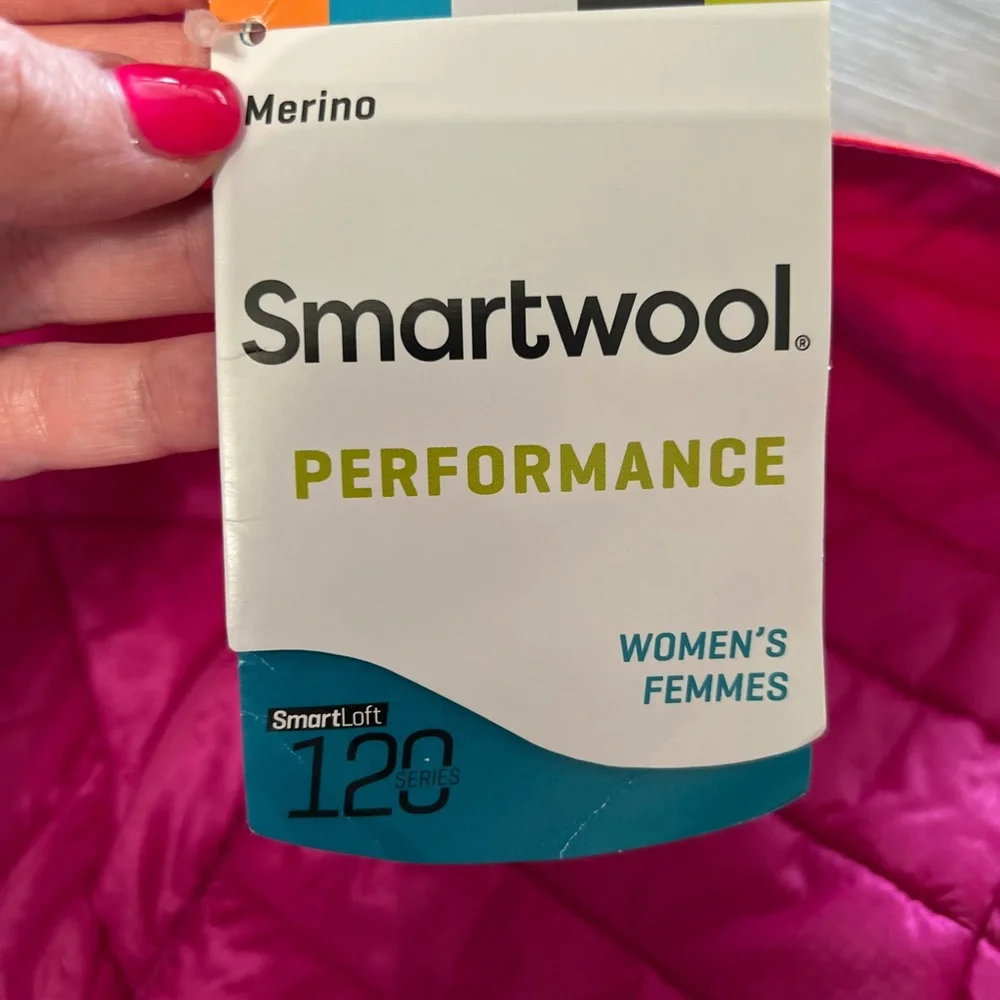 Merino
Smartwool®
PERFORMANCE
WOMEN'S
FEMMES
SmartLoft
120
SERIES